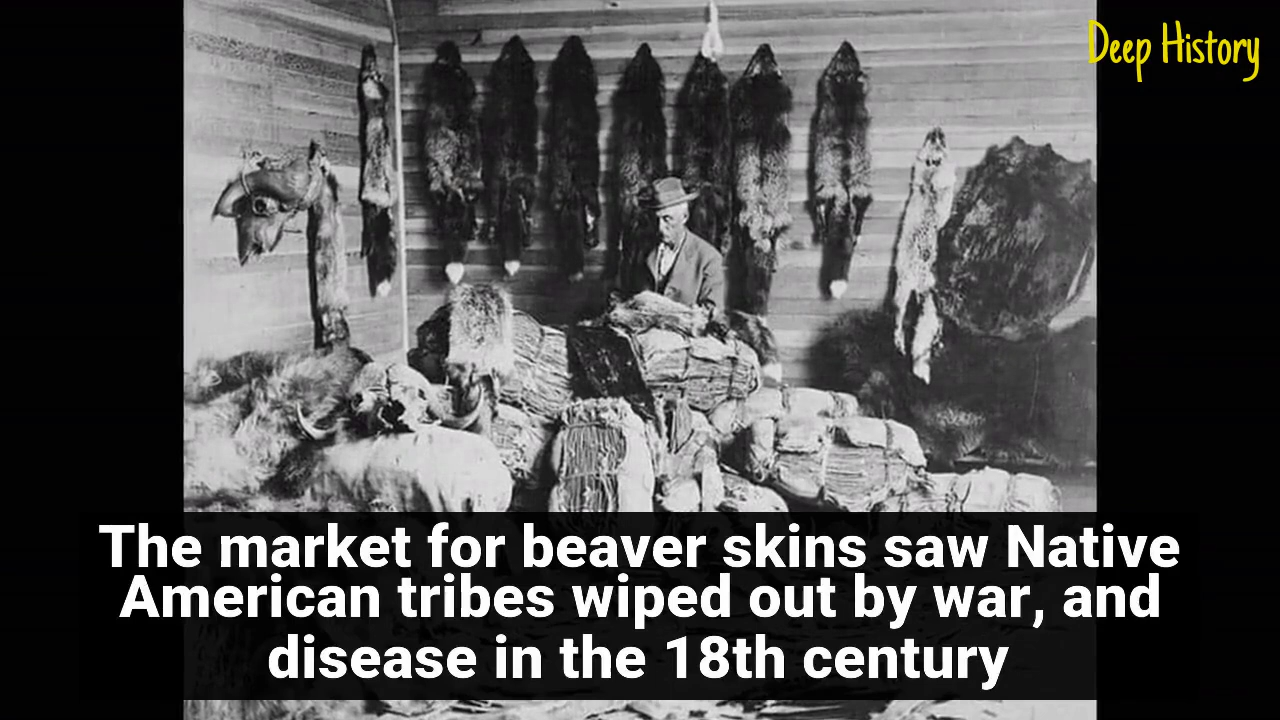 Deep History
The market for beaver skins saw Native
American tribes wiped out by war, and
disease in the 18th century